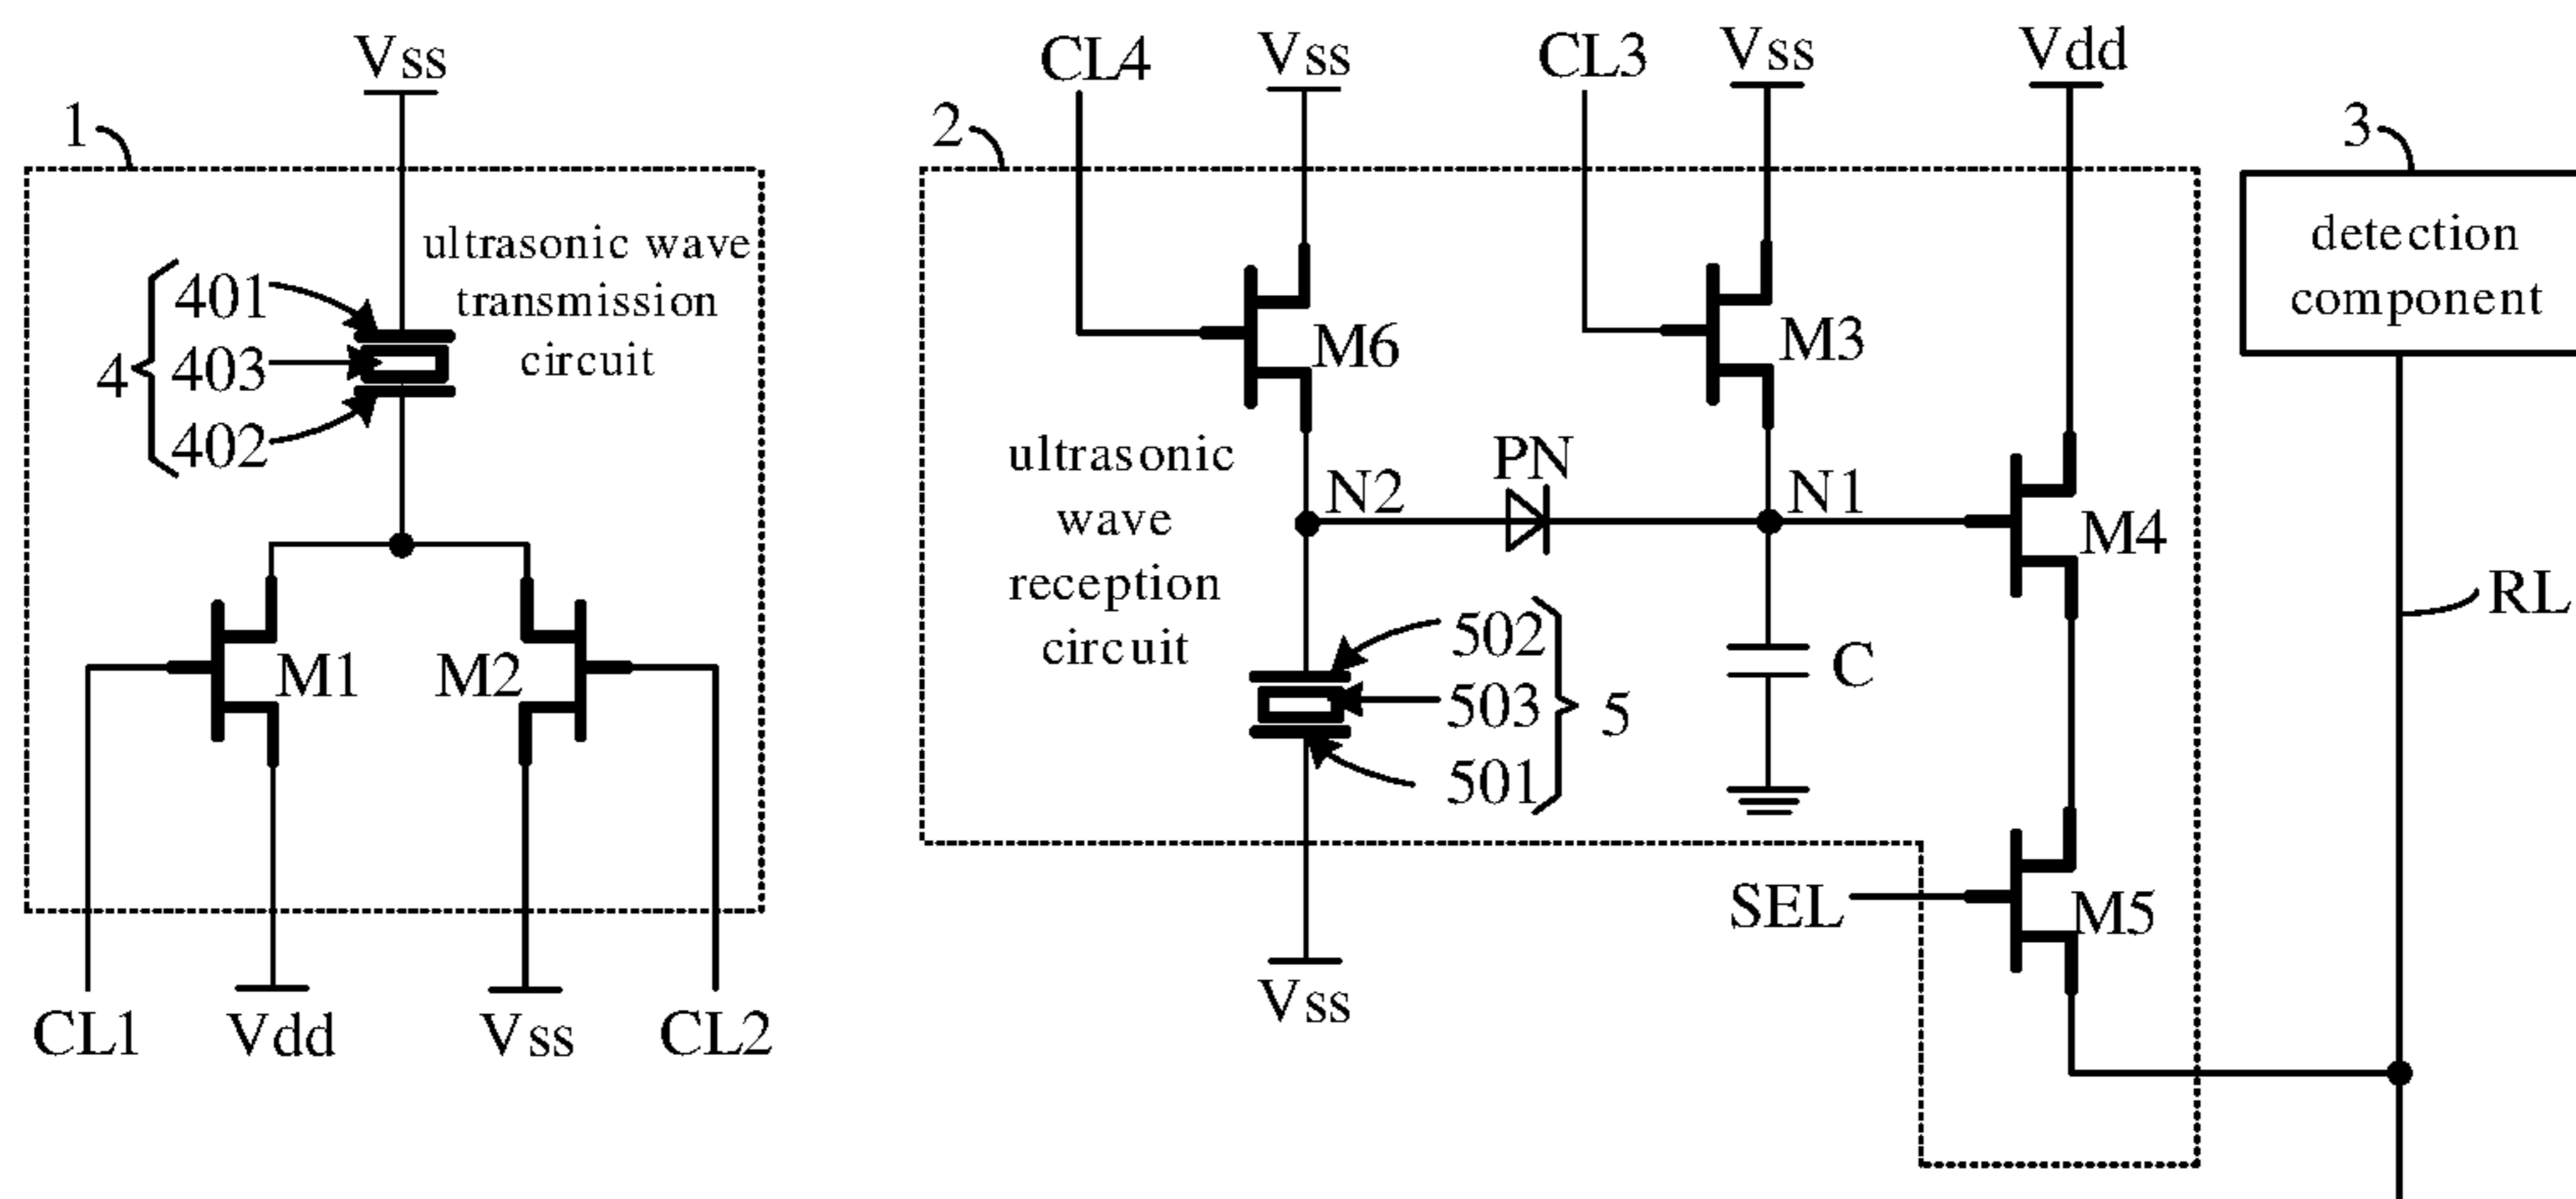 Vss
1
ultrasonic wave
transmission
circuit
4
401
403
402
M1
M2
CL1
Vdd
Vss
CL2
CL4
Vss
CL3
Vss
Vdd
2
M6
M3
ultrasonic
wave
reception
circuit
N2
PN
N1
M4
502
503
501
5
C
SEL
M5
Vss
3
detection
component
RL